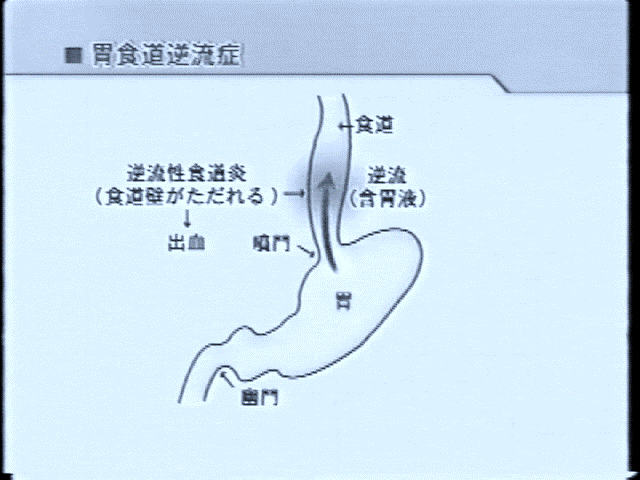 ■ 胃食道逆流症
←食道
逆流性食道炎
(食道壁がただれる)→
↓
出血
逆流
(含胃液)
噴門
胃
幽門